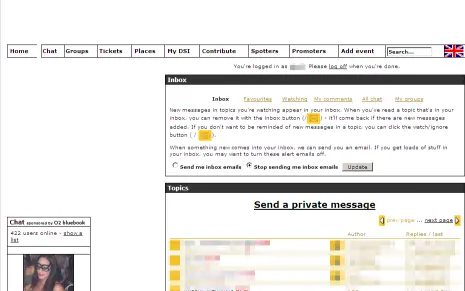 Home Chat Groups Tickets Places My DSI Contribute Spotters Promoters Add event Search...
You're logged in as Please log off when you're done.
Inbox
Inbox Favourites Watching My comments All chat My groups
New messages in topics you're watching appear in your inbox. When you've read a topic that's in your
inbox, you can remove it with the inbox button (/ ) - it'll come back if there are new messages
added. If you don't want to be reminded of new messages in a topic, you can click the watch/ignore
button ( / ).
When something new comes into your inbox, we can send you an email. If you get loads of stuff in
your inbox, you may want to turn these alert emails off.
Send me inbox emails Stop sending me inbox emails Update
Topics
Send a private message
prev page ... next page
Author Replies / last
Chat sponsored by O2 bluebook
422 users online - show a
list